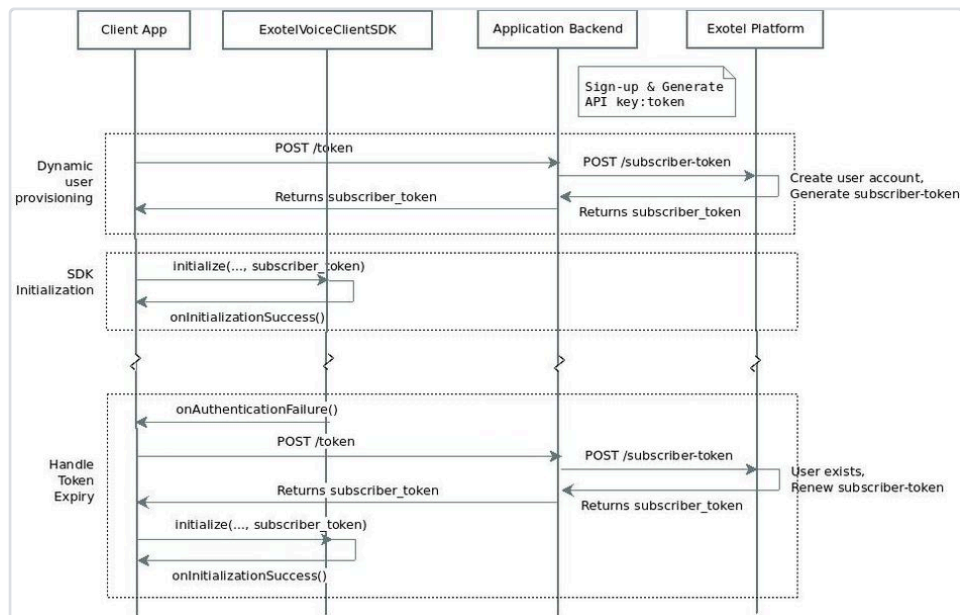 Client App
ExotelVoiceClientSDK
Application Backend
Exotel Platform
Sign-up & Generate
API key:token
Dynamic
user
provisioning
POST /token
POST /subscriber-token
Create user account,
Generate subscriber-token
Returns subscriber_token
Returns subscriber_token
SDK
Initialization
initialize(..., subscriber_token)
onInitializationSuccess()
Handle
Token
Expiry
onAuthenticationFailure()
POST /token
POST /subscriber-token
User exists,
Renew subscriber-token
Returns subscriber_token
Returns subscriber_token
initialize(..., subscriber_token)
onInitializationSuccess()